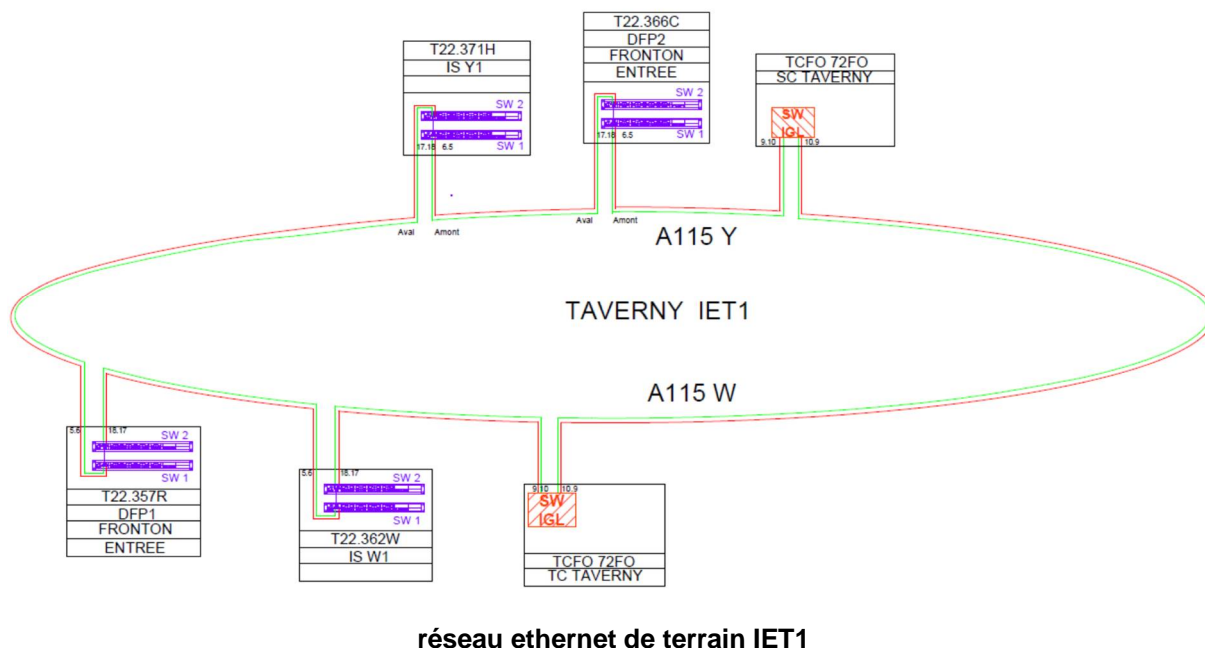 T22.366C
DFP2
FRONTON
ENTREE
SW 2
SW 1
17.18 6.5
T22.371H
IS Y1
SW 2
SW 1
17.18 6.5
TCFO 72FO
SC TAVERNY
SW
IGL
9.10 10.9
Aval Amont
Aval Amont
A115 Y
TAVERNY IET1
A115 W
5.6 18.17
SW 2
SW 1
T22.357R
DFP1
FRONTON
ENTREE
5.6 18.17
SW 2
SW 1
T22.362W
IS W1
9.10 10.9
SW
IGL
TCFO 72FO
TC TAVERNY
réseau ethernet de terrain IET1